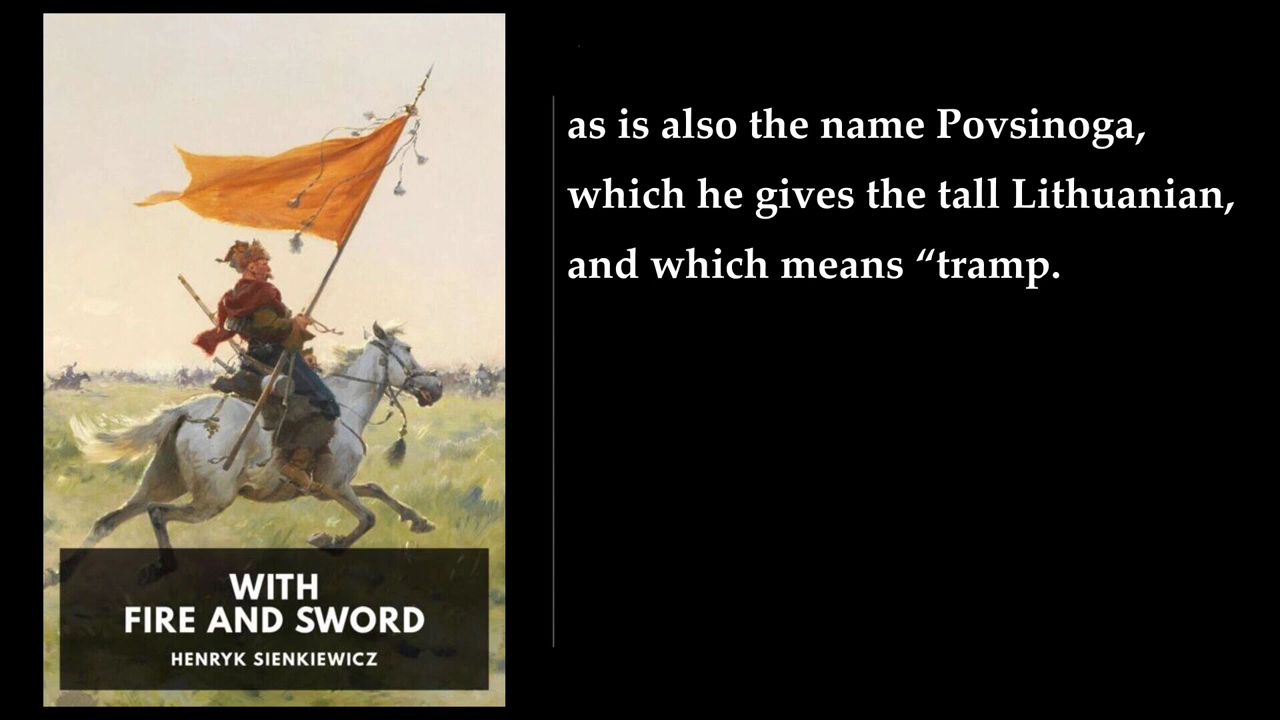 as is also the name Povsinoga,
which he gives the tall Lithuanian,
and which means “tramp.
WITH
FIRE AND SWORD
HENRYK SIENKIEWICZ